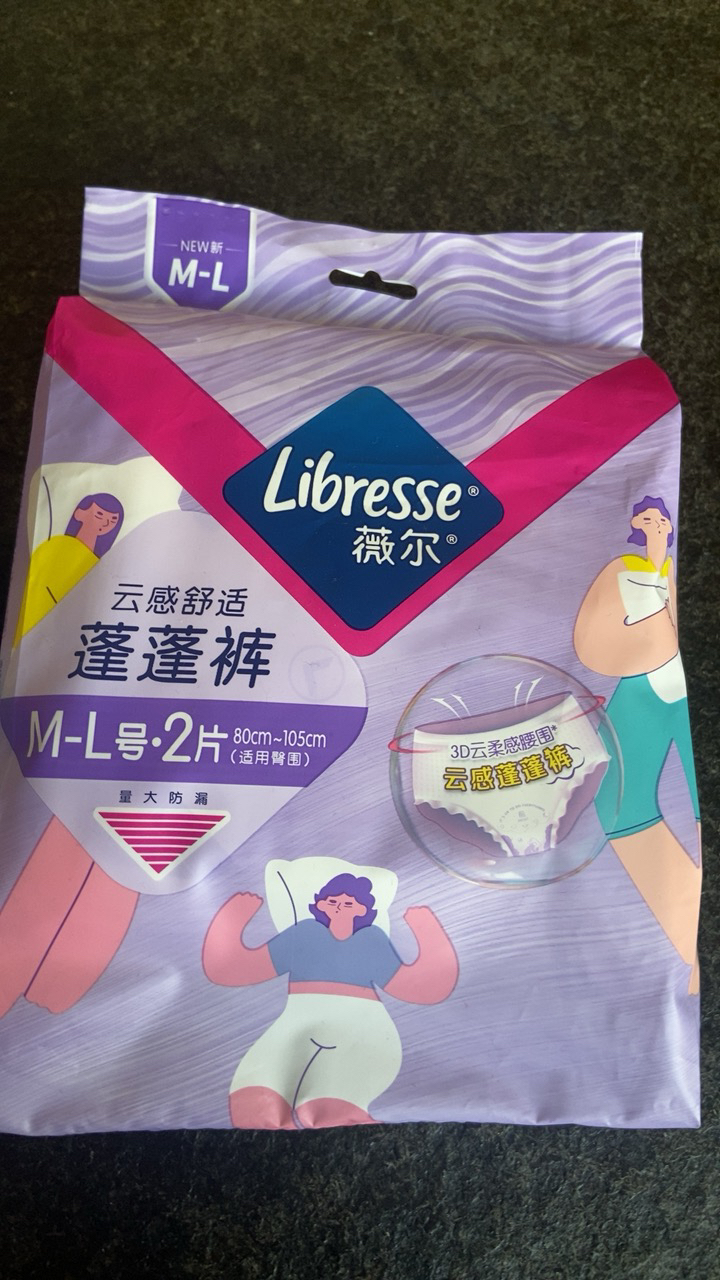 NEW新
M-L
Libresse®
薇尔®
云感舒适
蓬蓬裤
M-L号·2片
80cm~105cm
(适用臀围)
量大防漏
3D云柔感腰围*
云感蓬蓬裤